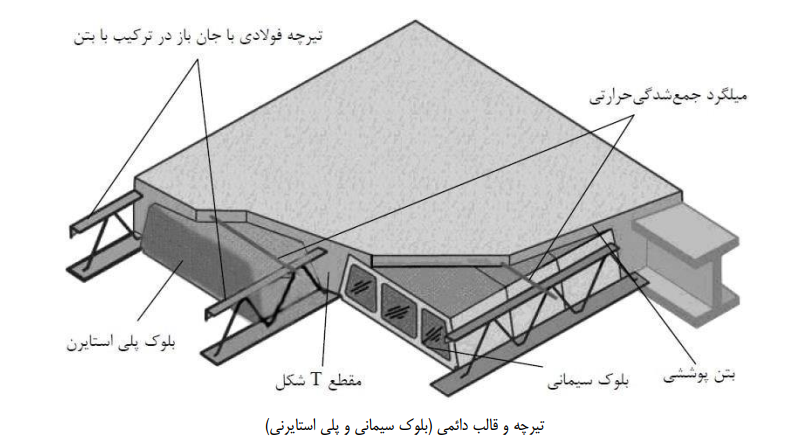 تیرچه فولادی با جان باز در ترکیب با بتن
میلگرد جمع‌شدگی‌حرارتی
بلوک پلی استایرن
مقطع T شکل
بلوک سیمانی
بتن پوششی
تیرچه و قالب دائمی (بلوک سیمانی و پلی استایرنی)